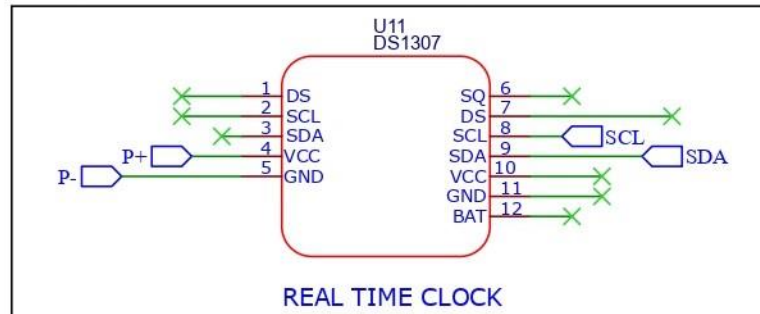 U11
DS1307
1 DS
2 SCL
3 SDA
P+ 4 VCC
P- 5 GND
SQ 6
DS 7
SCL 8 SCL
SDA 9 SDA
VCC 10
GND 11
BAT 12
REAL TIME CLOCK